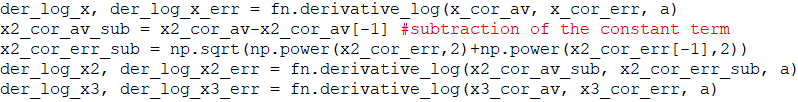 der_log_x, der_log_x_err = fn.derivative_log(x_cor_av, x_cor_err, a)
x2_cor_av_sub = x2_cor_av-x2_cor_av[-1] #subtraction of the constant term
x2_cor_err_sub = np.sqrt(np.power(x2_cor_err,2)+np.power(x2_cor_err[-1],2))
der_log_x2, der_log_x2_err = fn.derivative_log(x2_cor_av_sub, x2_cor_err_sub, a)
der_log_x3, der_log_x3_err = fn.derivative_log(x3_cor_av, x3_cor_err, a)